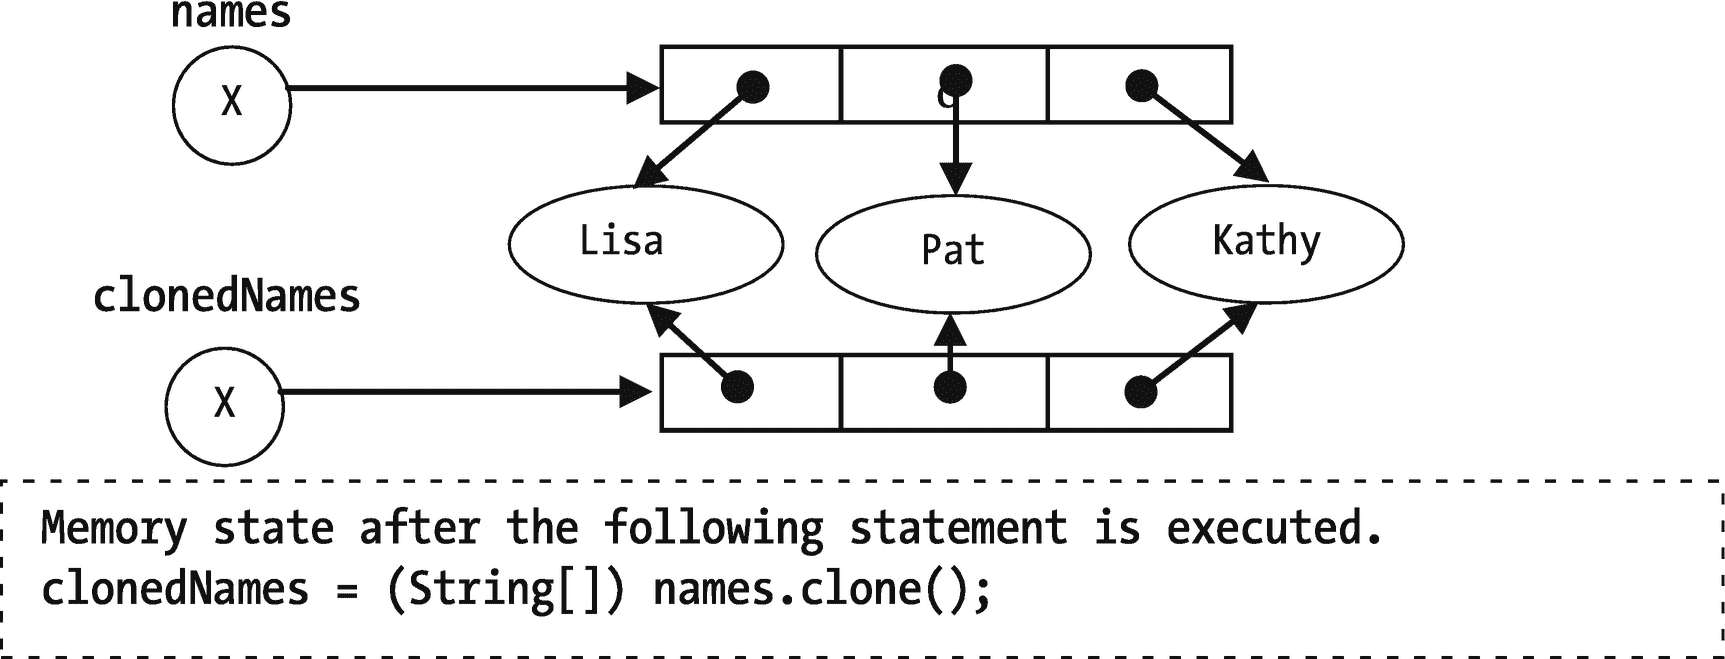 names
X
Lisa
Pat
Kathy
clonedNames
X
Memory state after the following statement is executed.
clonedNames = (String[]) names.clone();